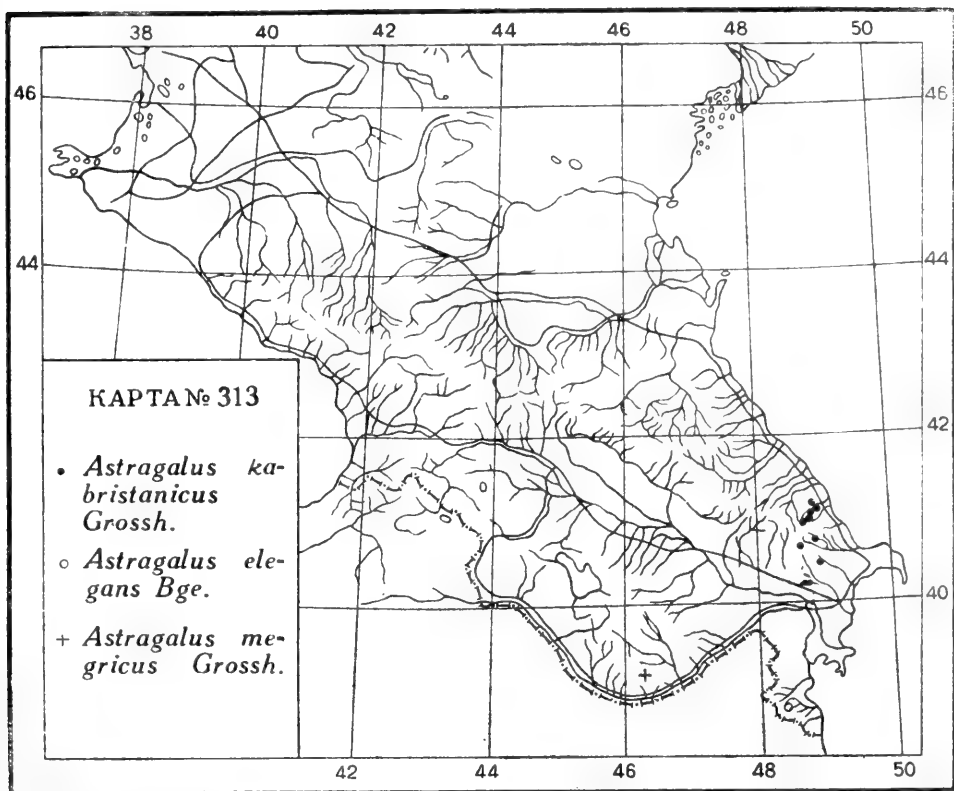 38 40 42 44 46 48 50
46 46
44 44
КАРТА № 313
42 42
• Astragalus ka-
bristanicus
Grossh.
○ Astragalus ele-
gans Bge.
40 40
+ Astragalus me-
gricus Grossh.
42 44 46 48 50